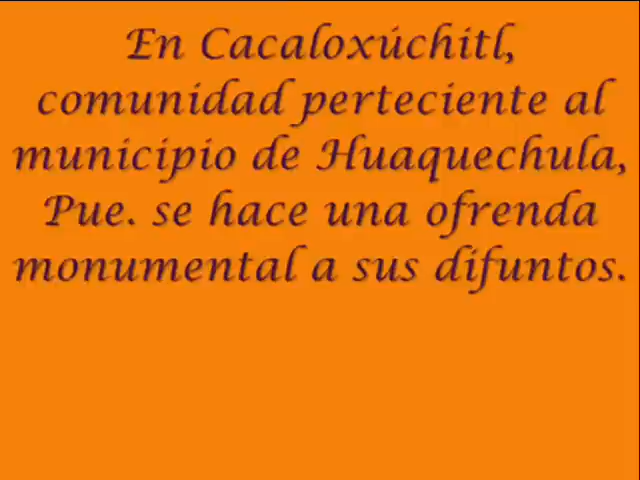 En Cacaloxúchitl,
comunidad perteciente al
municipio de Huaquechula,
Pue. se hace una ofrenda
monumental a sus difuntos.